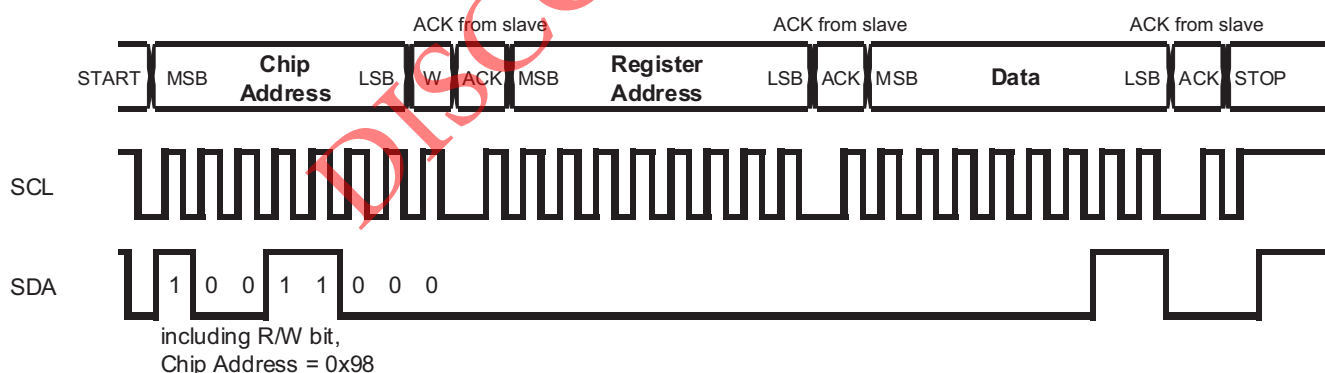 ACK from slave ACK from slave ACK from slave
START MSB Chip Address LSB W ACK MSB Register Address LSB ACK MSB Data LSB ACK STOP
SCL
SDA 1 0 0 1 1 0 0 0
including R/W bit,
Chip Address = 0x98